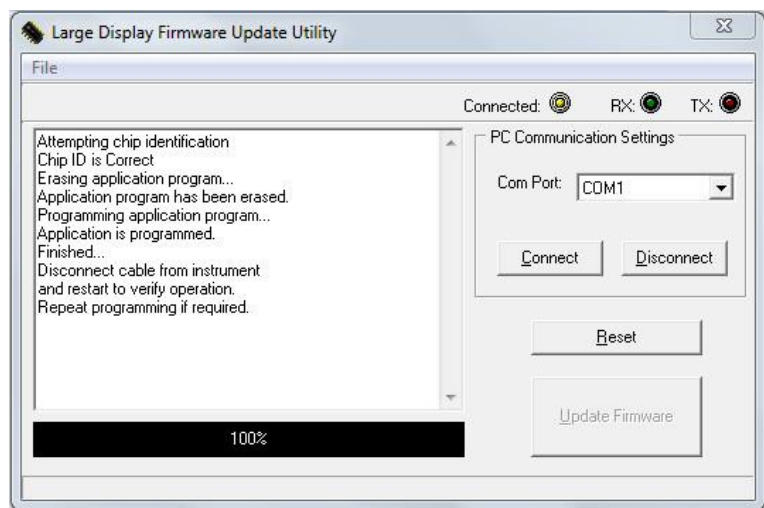 Large Display Firmware Update Utility
File
Connected: RX: TX:
Attempting chip identification
Chip ID is Correct
Erasing application program...
Application program has been erased.
Programming application program...
Application is programmed.
Finished...
Disconnect cable from instrument
and restart to verify operation.
Repeat programming if required.
100%
PC Communication Settings
Com Port: COM1
Connect Disconnect
Reset
Update Firmware